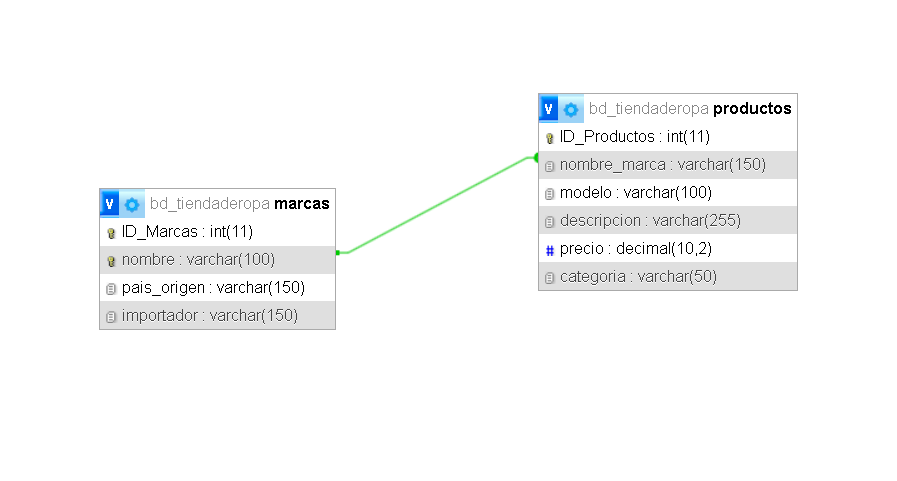 V bd_tiendaderopa productos
ID_Productos : int(11)
nombre_marca : varchar(150)
modelo : varchar(100)
descripcion : varchar(255)
# precio : decimal(10,2)
categoria : varchar(50)
V bd_tiendaderopa marcas
ID_Marcas : int(11)
nombre : varchar(100)
pais_origen : varchar(150)
importador : varchar(150)